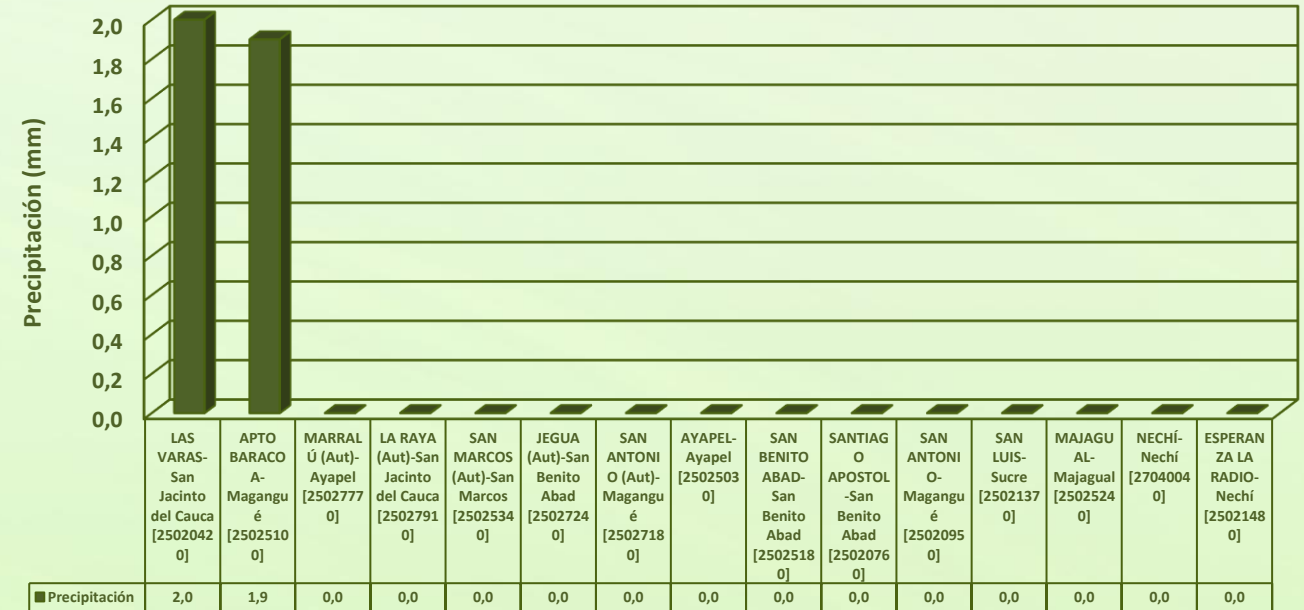 Precipitación (mm)
2,0
1,8
1,6
1,4
1,2
1,0
0,8
0,6
0,4
0,2
0,0
LAS
VARAS-
San
Jacinto
del Cauca
[2502042
0]
APTO
BARACO
A-
Magangu
é
[2502510
0]
MARRAL
Ú (Aut)-
Ayapel
[2502777
0]
LA RAYA
(Aut)-San
Jacinto
del Cauca
[2502791
0]
SAN
MARCOS
(Aut)-San
Marcos
[2502534
0]
JEGUA
(Aut)-San
Benito
Abad
[2502724
0]
SAN
ANTONI
O (Aut)-
Magangu
é
[2502718
0]
AYAPEL-
Ayapel
[2502503
0]
SAN
BENITO
ABAD-
San
Benito
Abad
[2502518
0]
SANTIAG
O
APOSTOL
-San
Benito
Abad
[2502076
0]
SAN
ANTONI
O-
Magangu
é
[2502095
0]
SAN
LUIS-
Sucre
[2502137
0]
MAJAGU
AL-
Majagual
[2502524
0]
NECHÍ-
Nechí
[2704004
0]
ESPERAN
ZA LA
RADIO-
Nechí
[2502148
0]
Precipitación 2,0 1,9 0,0 0,0 0,0 0,0 0,0 0,0 0,0 0,0 0,0 0,0 0,0 0,0 0,0